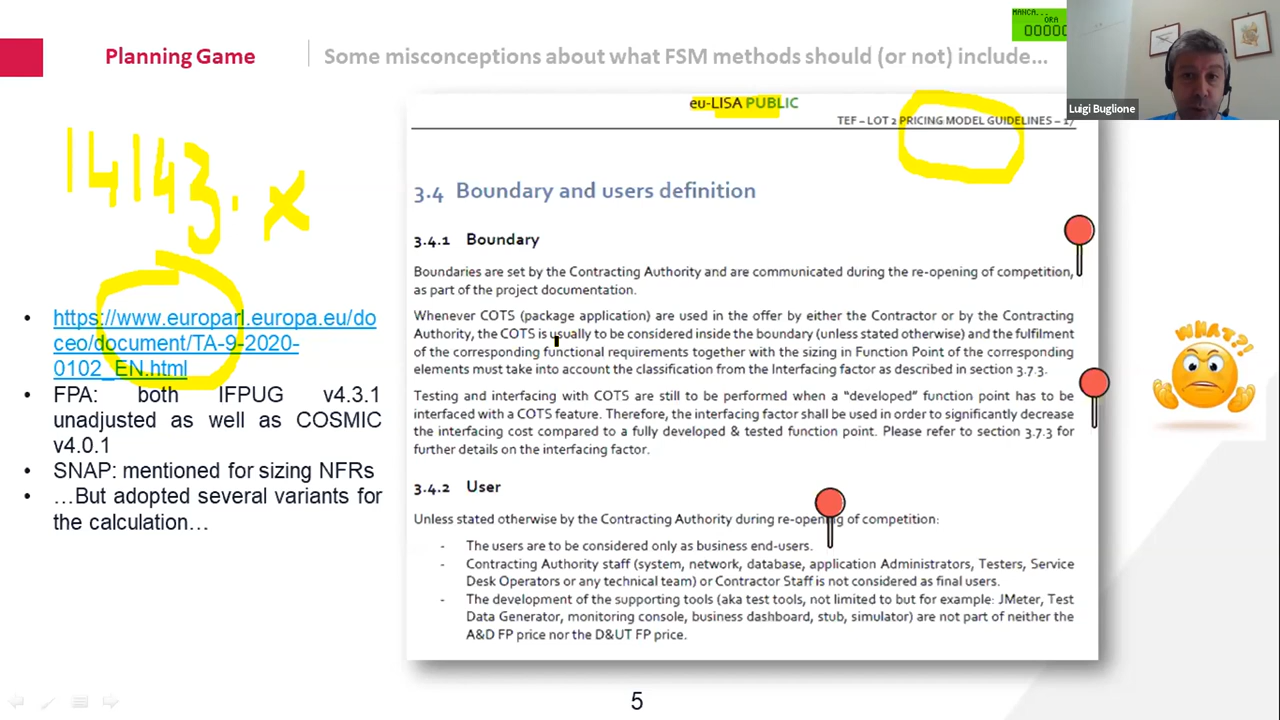 Planning Game
Some misconceptions about what FSM methods should (or not) include…
MANCA...
ORA
00000
Luigi Buglione
14143. x
https://www.europarl.europa.eu/do
ceo/document/TA-9-2020-
0102_EN.html
FPA: both IFPUG v4.3.1
unadjusted as well as COSMIC
v4.0.1
SNAP: mentioned for sizing NFRs
…But adopted several variants for
the calculation…
eu-LISA PUBLIC
TEF – LOT 2 PRICING MODEL GUIDELINES – 17
3.4 Boundary and users definition
3.4.1 Boundary
Boundaries are set by the Contracting Authority and are communicated during the re-opening of competition,
as part of the project documentation.
Whenever COTS (package application) are used in the offer by either the Contractor or by the Contracting
Authority, the COTS is usually to be considered inside the boundary (unless stated otherwise) and the fulfilment
of the corresponding functional requirements together with the sizing in Function Point of the corresponding
elements must take into account the classification from the Interfacing factor as described in section 3.7.3.
Testing and interfacing with COTS are still to be performed when a "developed" function point has to be
interfaced with a COTS feature. Therefore, the interfacing factor shall be used in order to significantly decrease
the interfacing cost compared to a fully developed & tested function point. Please refer to section 3.7.3 for
further details on the interfacing factor.
3.4.2 User
Unless stated otherwise by the Contracting Authority during re-opening of competition:
- The users are to be considered only as business end-users.
- Contracting Authority staff (system, network, database, application Administrators, Testers, Service
Desk Operators or any technical team) or Contractor Staff is not considered as final users.
- The development of the supporting tools (aka test tools, not limited to but for example: JMeter, Test
Data Generator, monitoring console, business dashboard, stub, simulator) are not part of neither the
A&D FP price nor the D&UT FP price.
WHAT?!
5